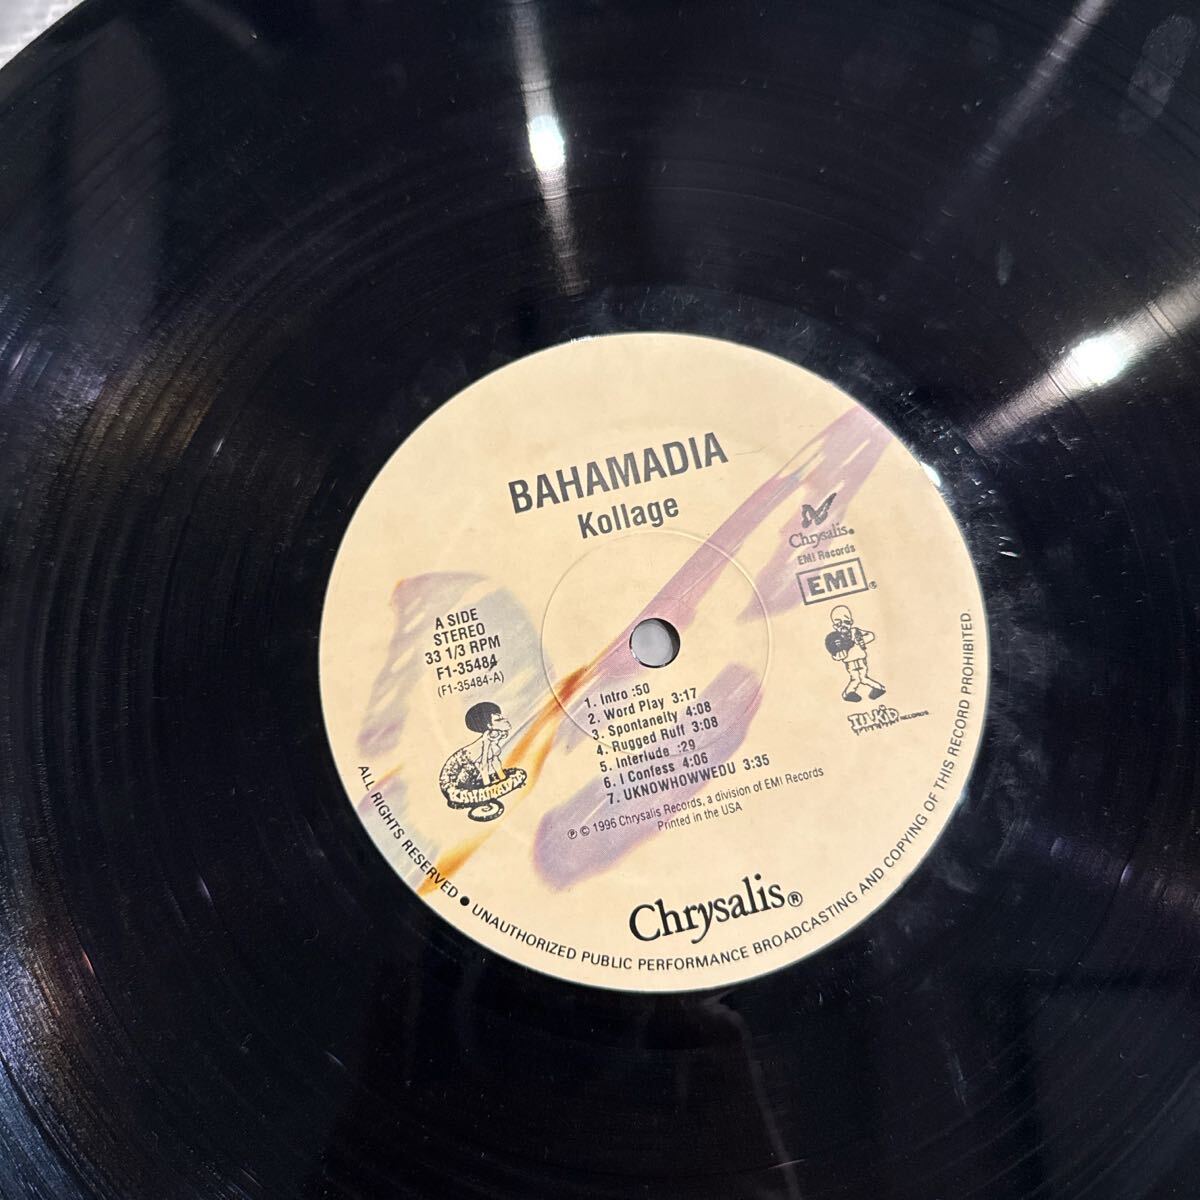 BAHAMADIA
Kollage
Chrysalis®
EMI Records
EMI®
A SIDE
STEREO
33 1/3 RPM
F1-35484
(F1-35484-A)
BAHAMADIA
1. Intro :50
2. Word Play 3:17
3. Spontaneity 4:08
4. Rugged Ruff 3:08
5. Interlude :29
6. I Confess 4:06
7. UKNOWHOWWEDU 3:35
℗ © 1996 Chrysalis Records, a division of EMI Records
Printed in the USA
Chrysalis®
ALL RIGHTS RESERVED • UNAUTHORIZED PUBLIC PERFORMANCE BROADCASTING AND COPYING OF THIS RECORD PROHIBITED.